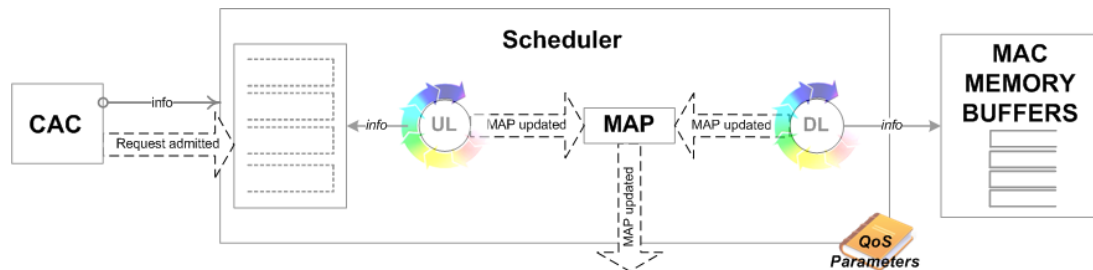 Scheduler
MAC
MEMORY
BUFFERS
CAC
info
Request admitted
info
UL
MAP updated
MAP
MAP updated
DL
info
MAP updated
QoS
Parameters